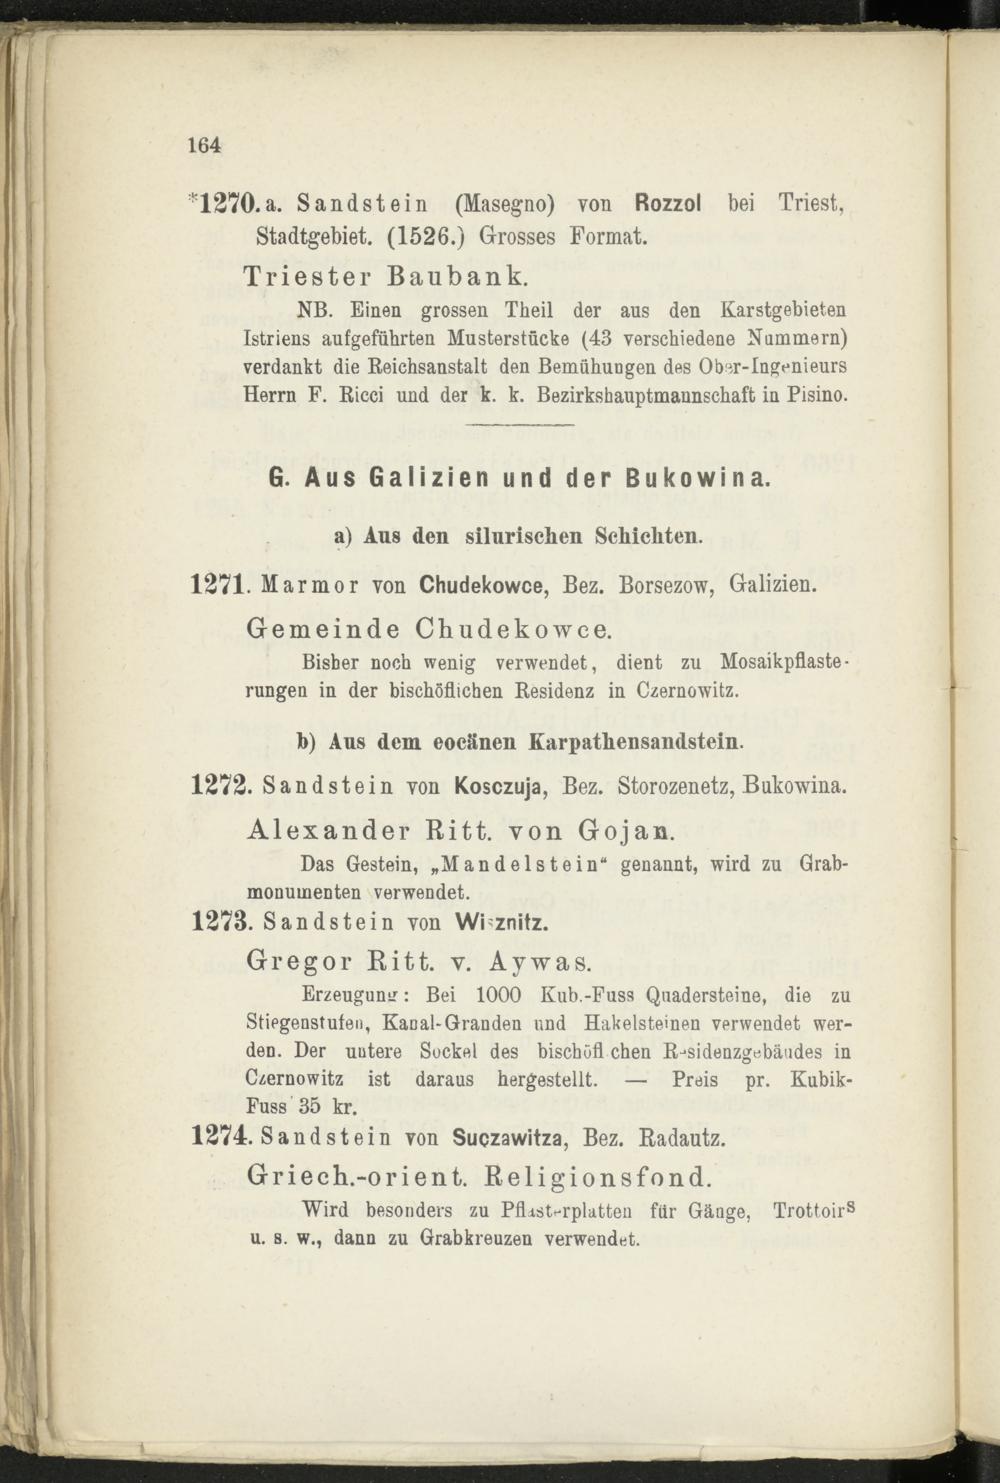 164
*1270.a. Sandstein (Masegno) von Rozzol bei Triest,
Stadtgebiet. (1526.) Grosses Format.
Triester Baubank.
NB. Einen grossen Theil der aus den Karstgebieten
Istriens aufgeführten Musterstücke (43 verschiedene Nummern)
verdankt die Reichsanstalt den Bemühungen des Ober-Ingenieurs
Herrn F. Ricci und der k. k. Bezirkshauptmannschaft in Pisino.
G. Aus Galizien und der Bukowina.
a) Aus den silurischen Schichten.
1271. Marmor von Chudekowce, Bez. Borsezow, Galizien.
Gemeinde Chudekowce.
Bisher noch wenig verwendet, dient zu Mosaikpflaste-
rungen in der bischöflichen Residenz in Czernowitz.
b) Aus dem eocänen Karpathensandstein.
1272. Sandstein von Kosczuja, Bez. Storozenetz, Bukowina.
Alexander Ritt. von Gojan.
Das Gestein, „Mandelstein“ genannt, wird zu Grab-
monumenten verwendet.
1273. Sandstein von Wisznitz.
Gregor Ritt. v. Aywas.
Erzeugung: Bei 1000 Kub.-Fuss Quadersteine, die zu
Stiegenstufen, Kanal-Granden und Hakelsteinen verwendet wer-
den. Der untere Sockel des bischöflichen Residenzgebäudes in
Czernowitz ist daraus hergestellt. — Preis pr. Kubik-
Fuss 35 kr.
1274. Sandstein von Suçzawitza, Bez. Radautz.
Griech.-orient. Religionsfond.
Wird besonders zu Pflasterplatten für Gänge, Trottoirs
u. s. w., dann zu Grabkreuzen verwendet.